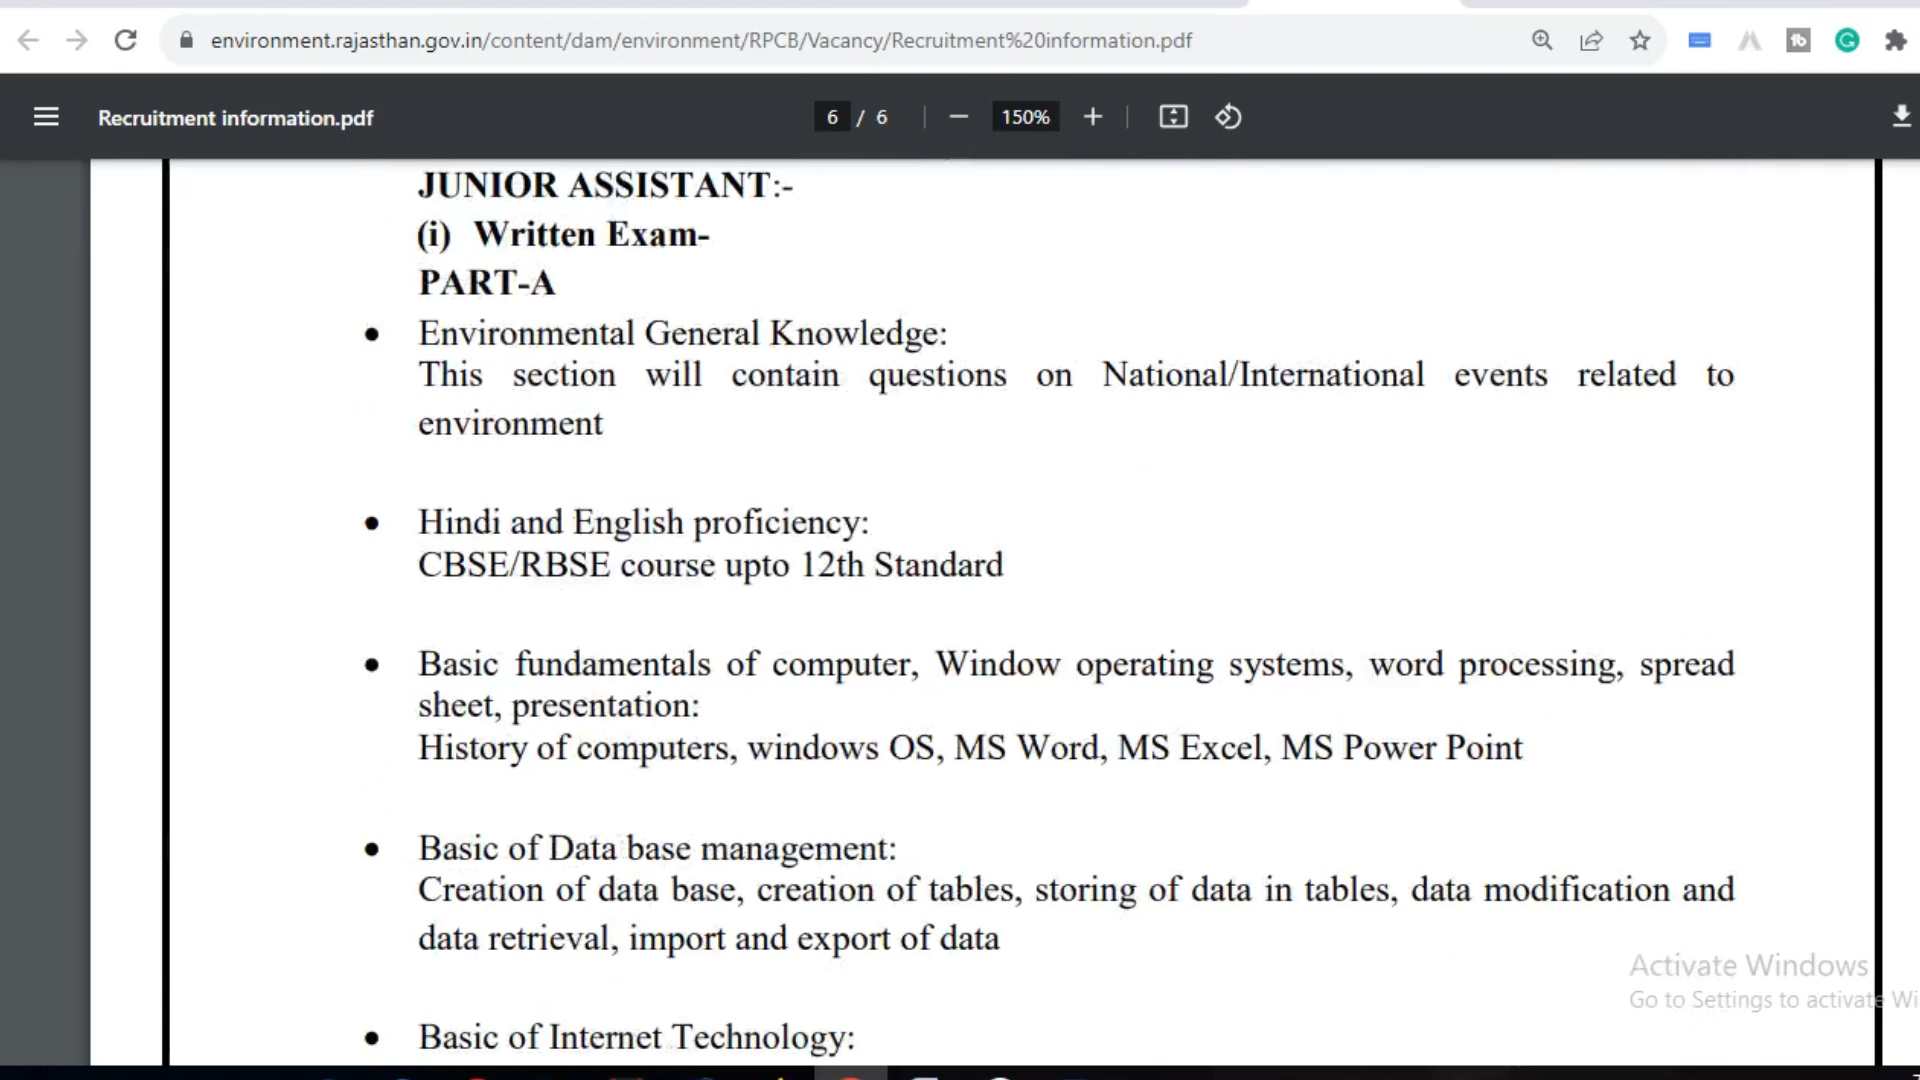 environment.rajasthan.gov.in/content/dam/environment/RPCB/Vacancy/Recruitment%20information.pdf
Recruitment information.pdf
6 / 6
150%
JUNIOR ASSISTANT:-
(i) Written Exam-
PART-A
• Environmental General Knowledge:
This section will contain questions on National/International events related to
environment
• Hindi and English proficiency:
CBSE/RBSE course upto 12th Standard
• Basic fundamentals of computer, Window operating systems, word processing, spread
sheet, presentation:
History of computers, windows OS, MS Word, MS Excel, MS Power Point
• Basic of Data base management:
Creation of data base, creation of tables, storing of data in tables, data modification and
data retrieval, import and export of data
Activate Windows
Go to Settings to activate Wi
• Basic of Internet Technology: